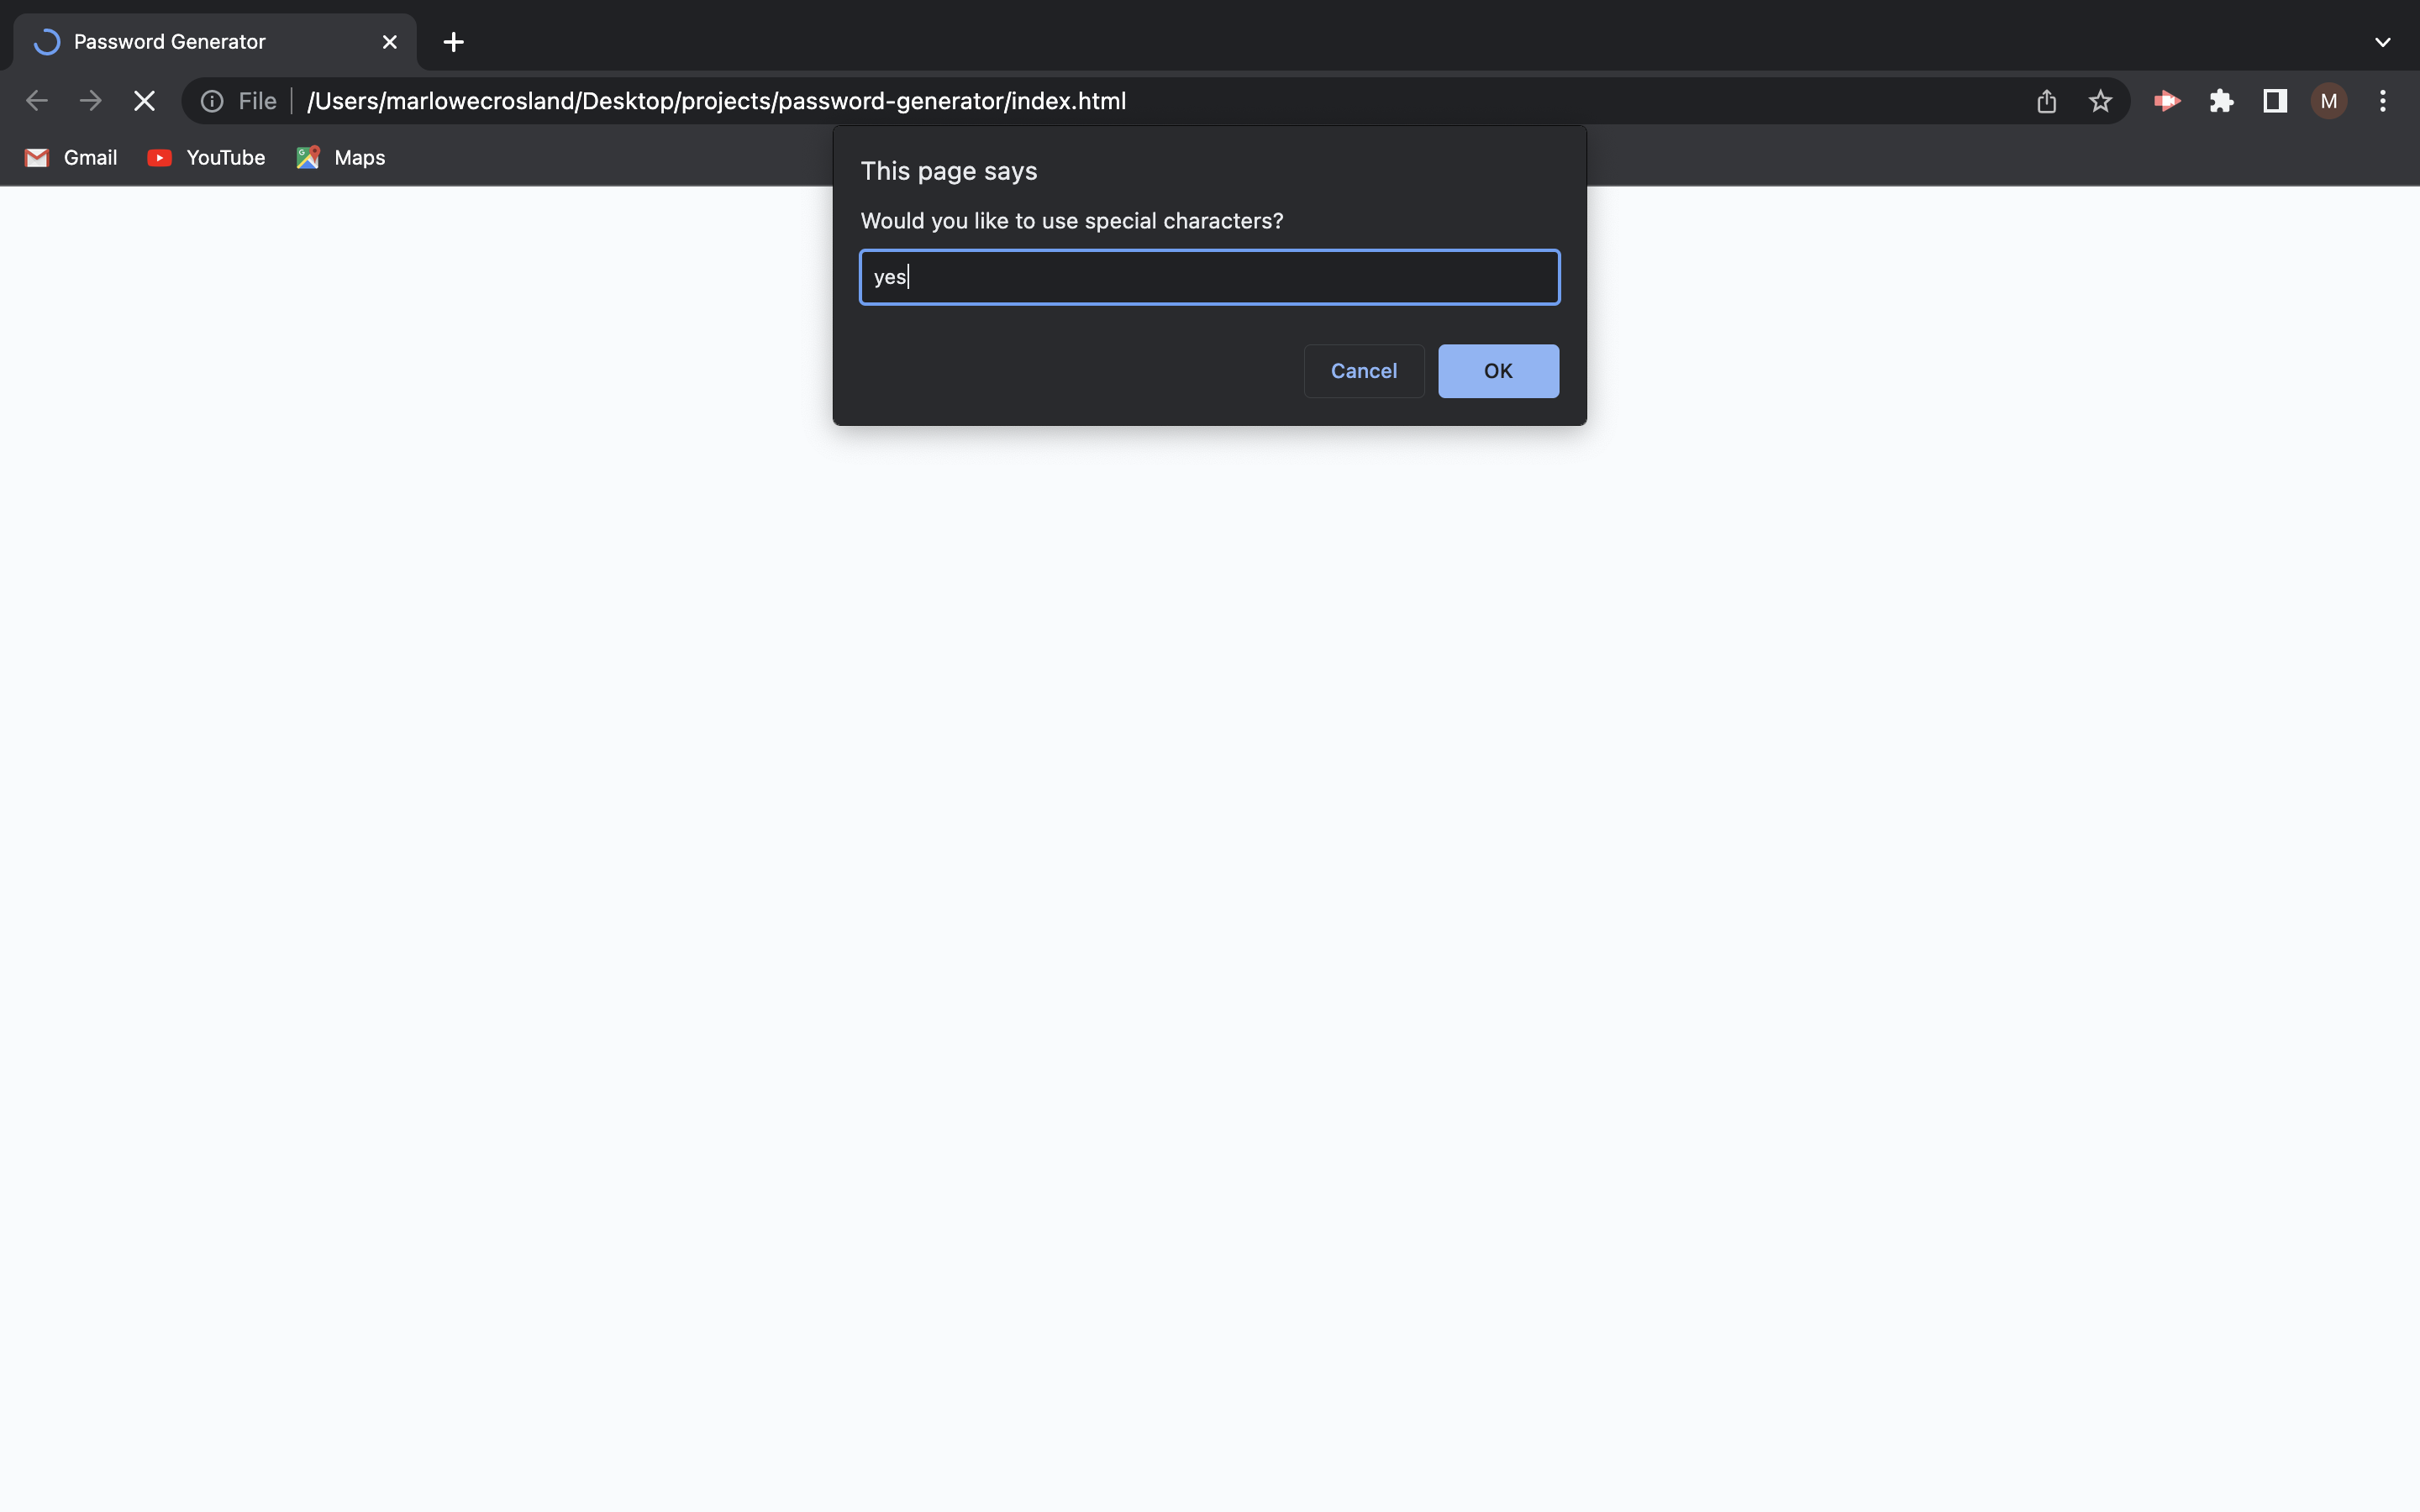 Password Generator
File
/Users/marlowecrosland/Desktop/projects/password-generator/index.html
M
Gmail
YouTube
Maps
This page says
Would you like to use special characters?
yes
Cancel
OK